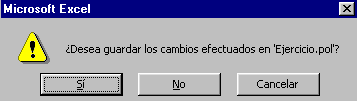 Microsoft Excel
¿Desea guardar los cambios efectuados en 'Ejercicio.pol'?
Sí
No
Cancelar